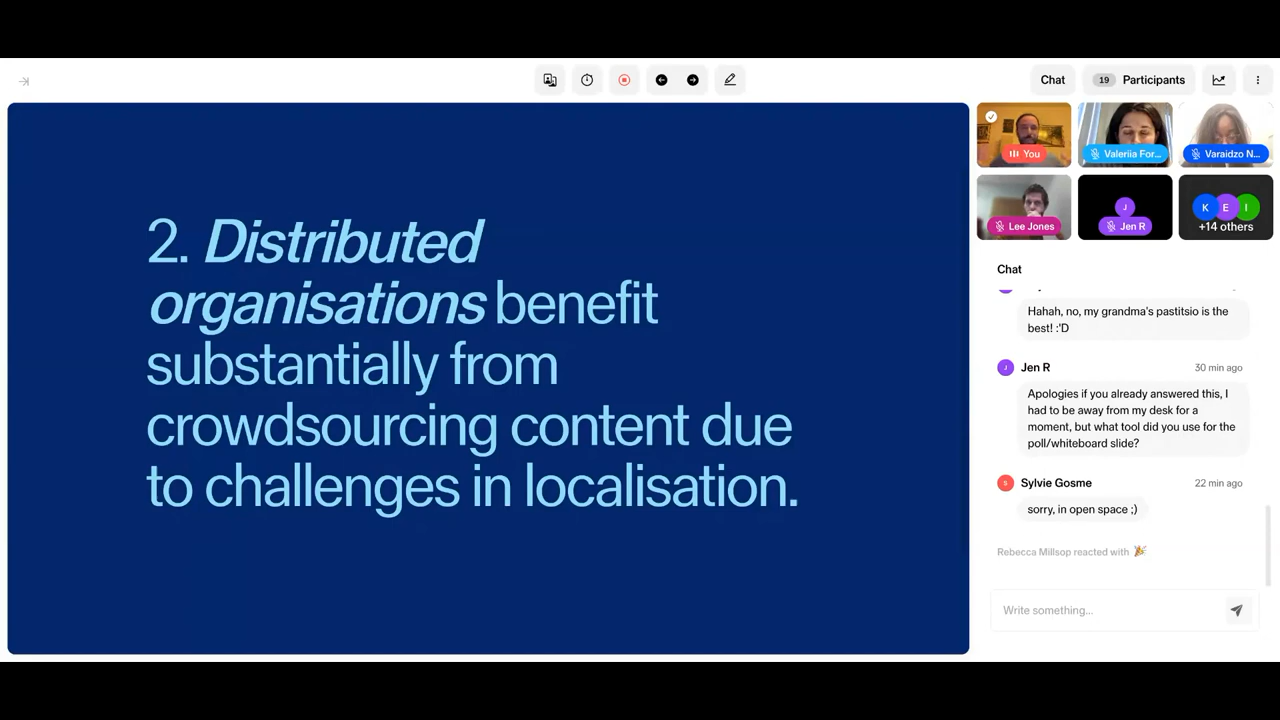 Chat
19 Participants
2. Distributed
organisations benefit
substantially from
crowdsourcing content due
to challenges in localisation.
You
Valeriia For...
Varaidzo N...
Lee Jones
J
Jen R
K E I
+14 others
Chat
Hahah, no, my grandma's pastitsio is the
best! :'D
J Jen R 30 min ago
Apologies if you already answered this, I
had to be away from my desk for a
moment, but what tool did you use for the
poll/whiteboard slide?
S Sylvie Gosme 22 min ago
sorry, in open space ;)
Rebecca Millsop reacted with 🎉
Write something...